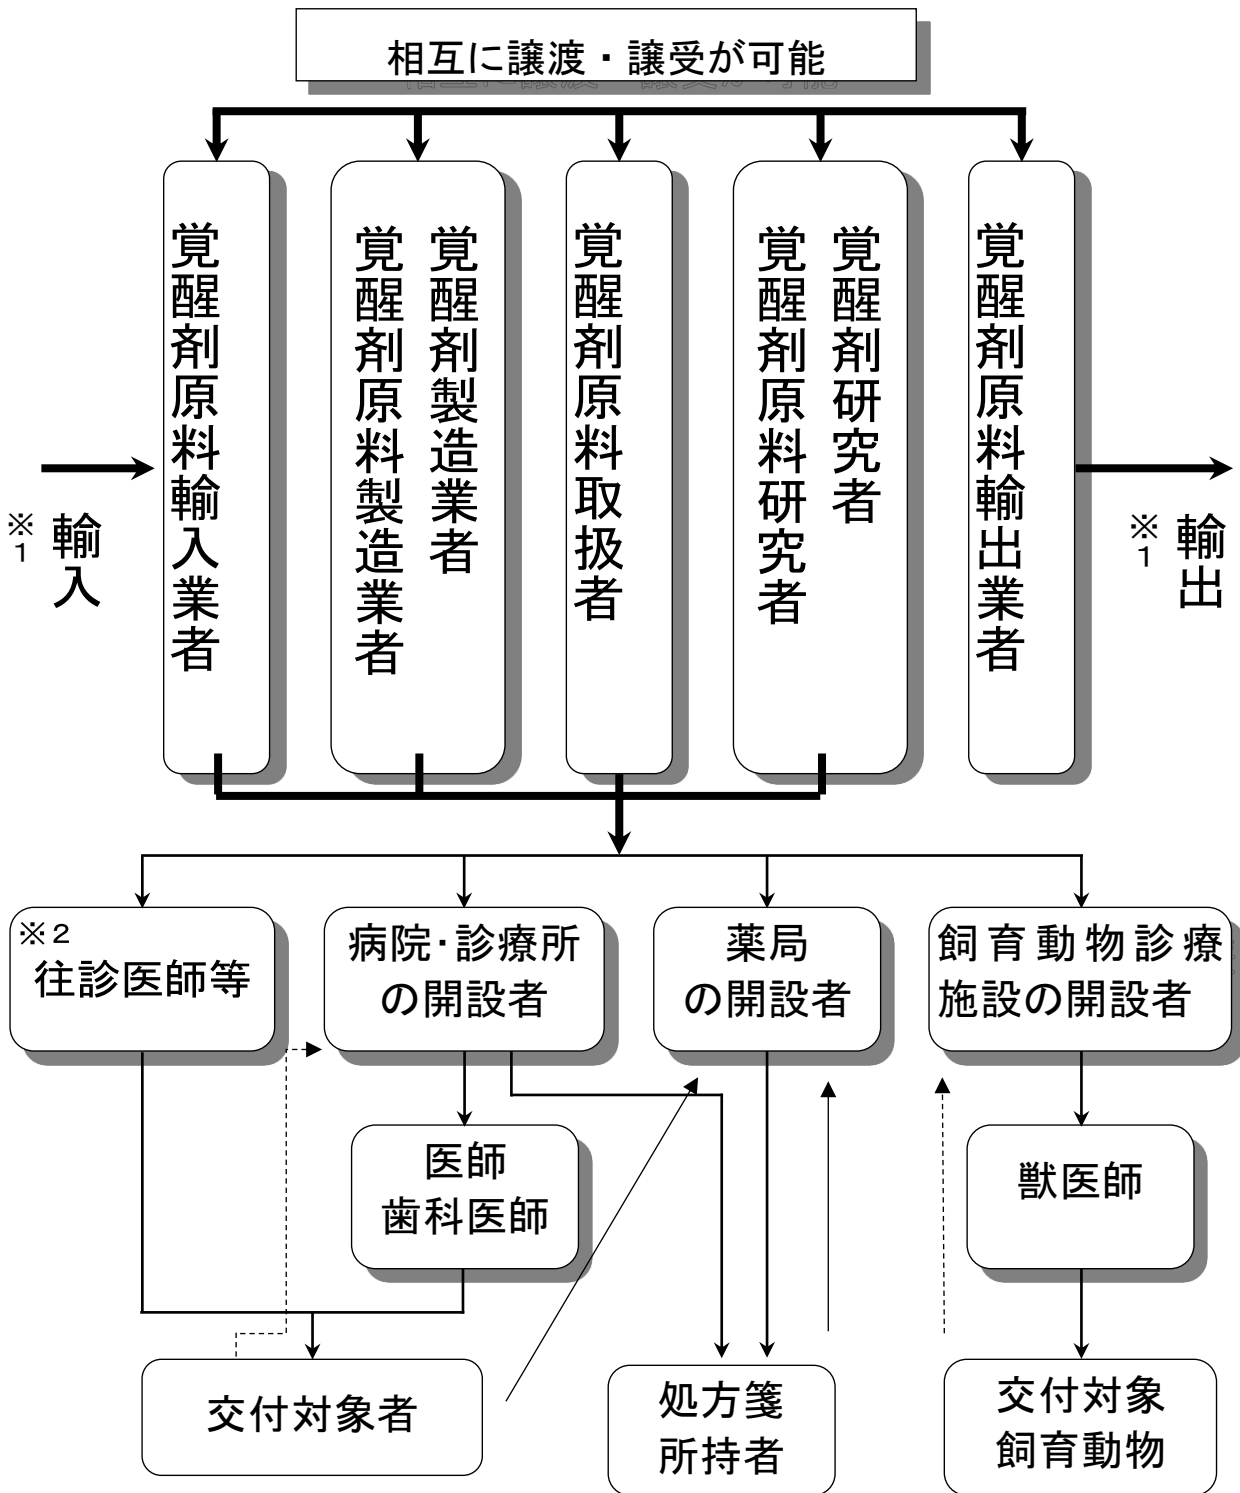 相互に譲渡・譲受が可能
覚醒剤原料輸入業者
覚醒剤製造業者
覚醒剤原料製造業者
覚醒剤原料取扱者
覚醒剤研究者
覚醒剤原料研究者
覚醒剤原料輸出業者
輸入
※1
輸出
※1
※2
往診医師等
病院・診療所
の開設者
薬局
の開設者
飼育動物診療
施設の開設者
医師
歯科医師
獣医師
交付対象者
処方箋
所持者
交付対象
飼育動物